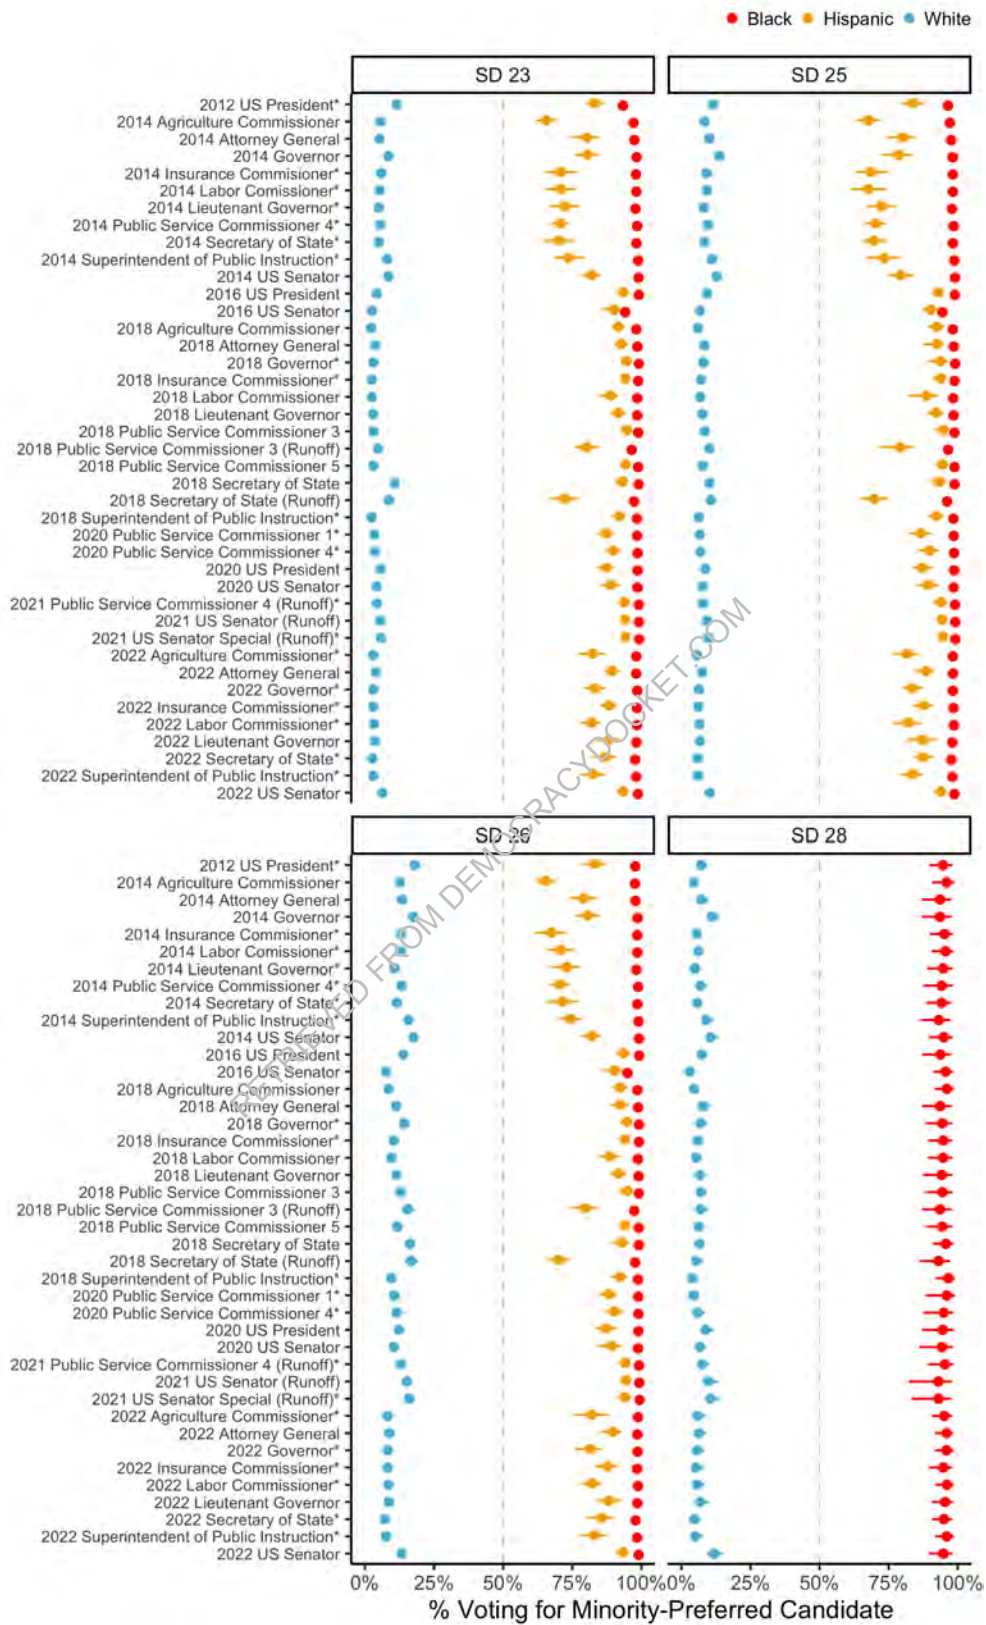 Black Hispanic White
SD 23 SD 25
2012 US President*
2014 Agriculture Commissioner
2014 Attorney General
2014 Governor
2014 Insurance Commisioner*
2014 Labor Comissioner*
2014 Lieutenant Governor*
2014 Public Service Commissioner 4*
2014 Secretary of State*
2014 Superintendent of Public Instruction*
2014 US Senator
2016 US President
2016 US Senator
2018 Agriculture Commissioner
2018 Attorney General
2018 Governor*
2018 Insurance Commissioner*
2018 Labor Commissioner
2018 Lieutenant Governor
2018 Public Service Commissioner 3
2018 Public Service Commissioner 3 (Runoff)
2018 Public Service Commissioner 5
2018 Secretary of State
2018 Secretary of State (Runoff)
2018 Superintendent of Public Instruction*
2020 Public Service Commissioner 1*
2020 Public Service Commissioner 4*
2020 US President
2020 US Senator
2021 Public Service Commissioner 4 (Runoff)*
2021 US Senator (Runoff)
2021 US Senator Special (Runoff)*
2022 Agriculture Commissioner*
2022 Attorney General
2022 Governor*
2022 Insurance Commissioner*
2022 Labor Commissioner*
2022 Lieutenant Governor
2022 Secretary of State*
2022 Superintendent of Public Instruction*
2022 US Senator
SD 26 SD 28
2012 US President*
2014 Agriculture Commissioner
2014 Attorney General
2014 Governor
2014 Insurance Commisioner*
2014 Labor Comissioner*
2014 Lieutenant Governor*
2014 Public Service Commissioner 4*
2014 Secretary of State*
2014 Superintendent of Public Instruction*
2014 US Senator
2016 US President
2016 US Senator
2018 Agriculture Commissioner
2018 Attorney General
2018 Governor*
2018 Insurance Commissioner*
2018 Labor Commissioner
2018 Lieutenant Governor
2018 Public Service Commissioner 3
2018 Public Service Commissioner 3 (Runoff)
2018 Public Service Commissioner 5
2018 Secretary of State
2018 Secretary of State (Runoff)
2018 Superintendent of Public Instruction*
2020 Public Service Commissioner 1*
2020 Public Service Commissioner 4*
2020 US President
2020 US Senator
2021 Public Service Commissioner 4 (Runoff)*
2021 US Senator (Runoff)
2021 US Senator Special (Runoff)*
2022 Agriculture Commissioner*
2022 Attorney General
2022 Governor*
2022 Insurance Commissioner*
2022 Labor Commissioner*
2022 Lieutenant Governor
2022 Secretary of State*
2022 Superintendent of Public Instruction*
2022 US Senator
0% 25% 50% 75% 100% 0% 25% 50% 75% 100%
% Voting for Minority-Preferred Candidate
RETRIEVED FROM DEMOCRACYDOCKET.COM